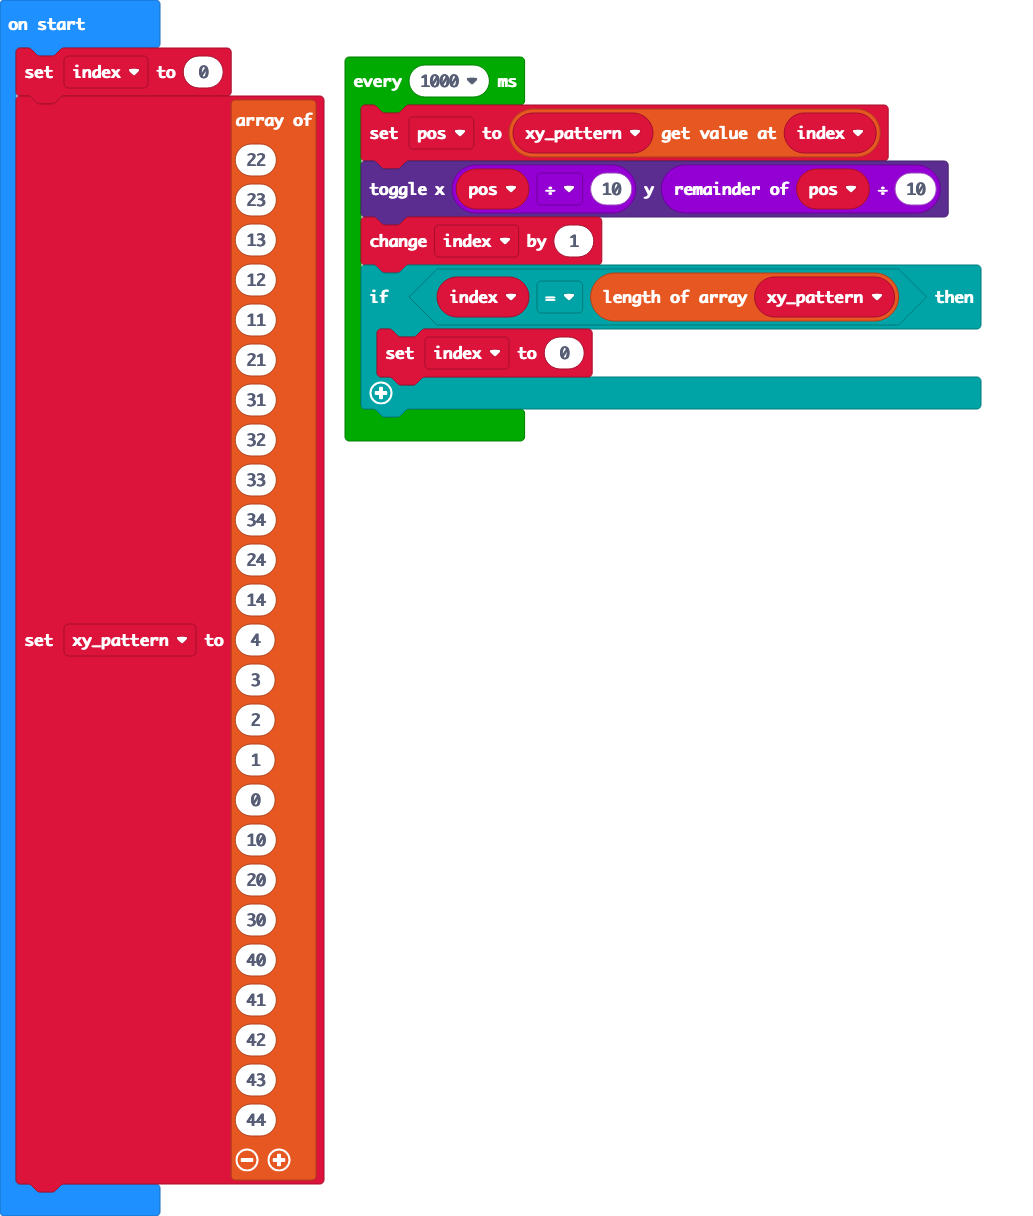 on start
set index to 0
set xy_pattern to array of
22
23
13
12
11
21
31
32
33
34
24
14
4
3
2
1
0
10
20
30
40
41
42
43
44
every 1000 ms
set pos to xy_pattern get value at index
toggle x pos ÷ 10 y remainder of pos ÷ 10
change index by 1
if index = length of array xy_pattern then
set index to 0